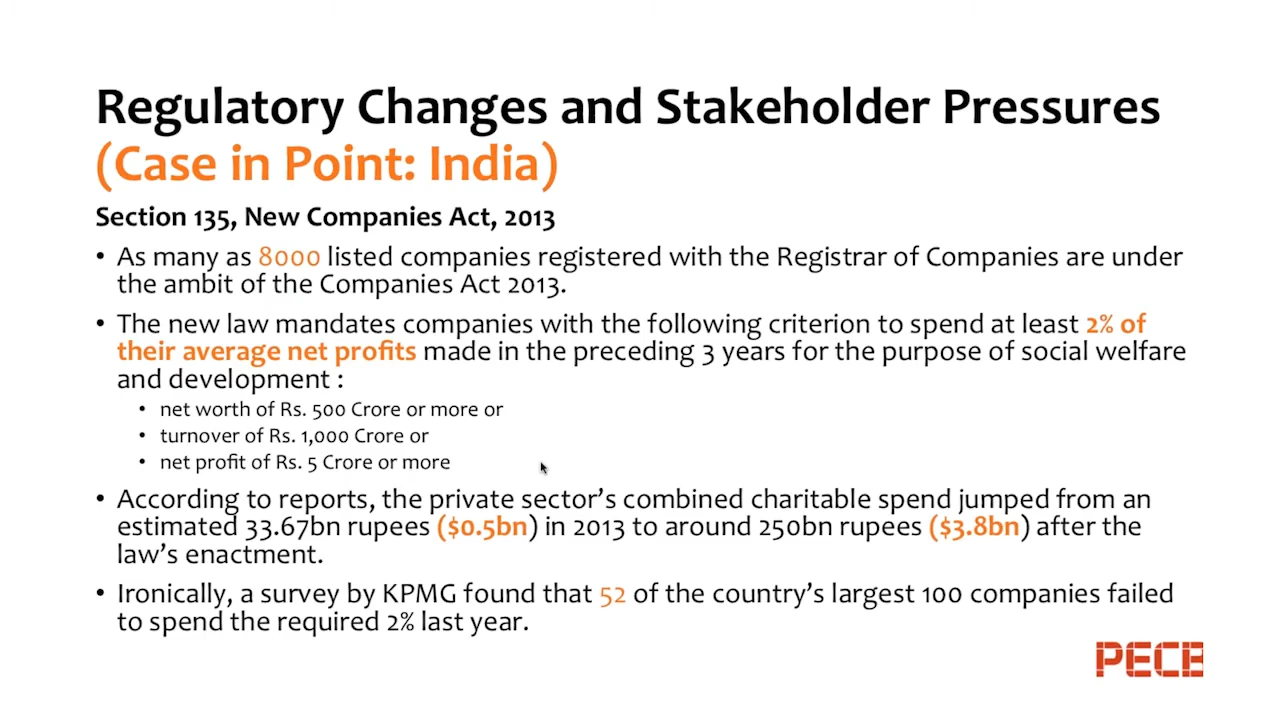 Regulatory Changes and Stakeholder Pressures
(Case in Point: India)
Section 135, New Companies Act, 2013
• As many as 8000 listed companies registered with the Registrar of Companies are under
the ambit of the Companies Act 2013.
• The new law mandates companies with the following criterion to spend at least 2% of
their average net profits made in the preceding 3 years for the purpose of social welfare
and development :
• net worth of Rs. 500 Crore or more or
• turnover of Rs. 1,000 Crore or
• net profit of Rs. 5 Crore or more
• According to reports, the private sector's combined charitable spend jumped from an
estimated 33.67bn rupees ($0.5bn) in 2013 to around 250bn rupees ($3.8bn) after the
law's enactment.
• Ironically, a survey by KPMG found that 52 of the country's largest 100 companies failed
to spend the required 2% last year.
PECB